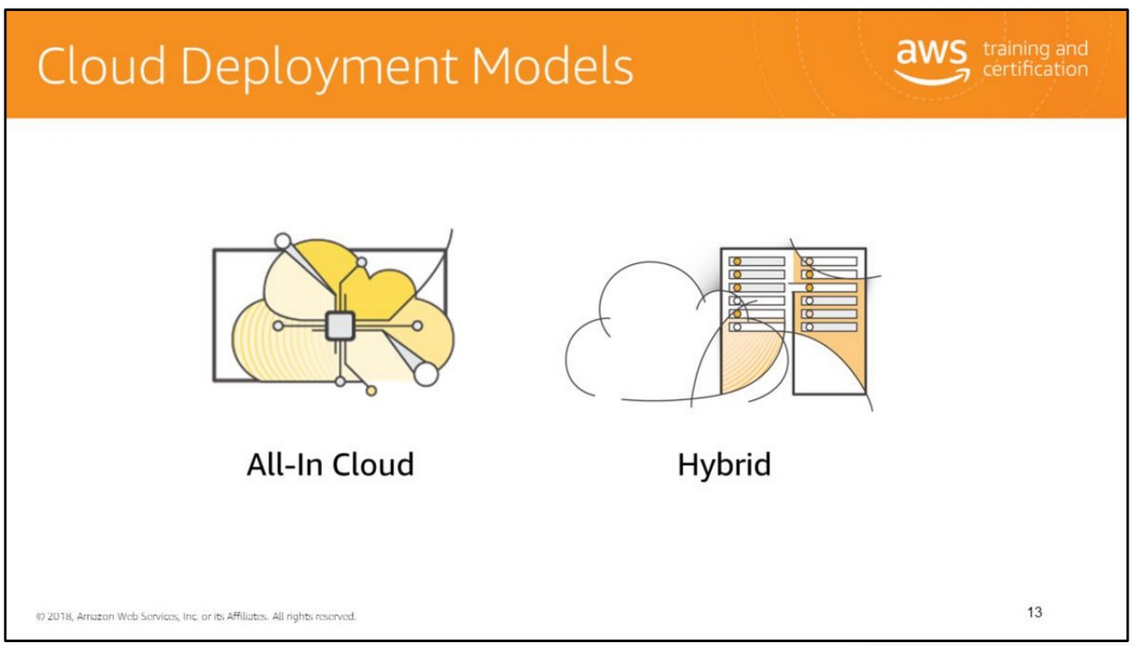 Cloud Deployment Models
aws training and
certification
All-In Cloud
Hybrid
© 2018, Amazon Web Services, Inc. or its Affiliates. All rights reserved.
13